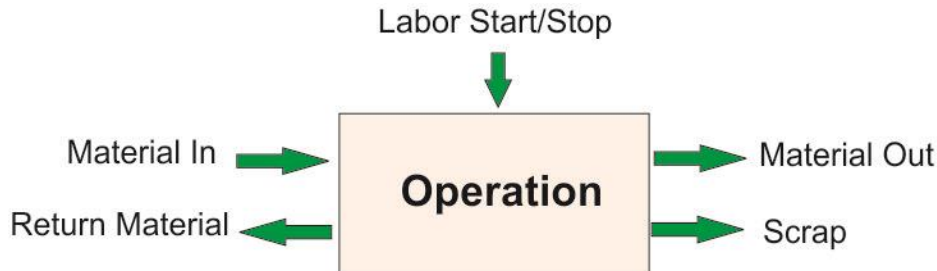 Labor Start/Stop
Material In
Material Out
Operation
Return Material
Scrap